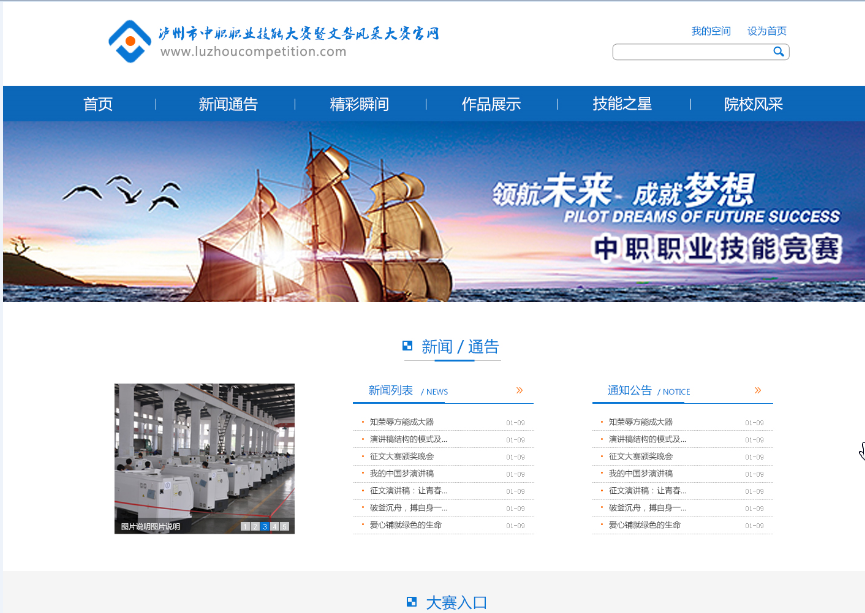 泸州市中职职业技能大赛暨文明风采大赛官网
www.luzhoucompetition.com
我的空间 设为首页
首页 新闻通告 精彩瞬间 作品展示 技能之星 院校风采
领航未来 - 成就梦想
PILOT DREAMS OF FUTURE SUCCESS
中职职业技能竞赛
新闻 / 通告
图片说明图片说明 1 2 3 4 5
新闻列表 / NEWS »
· 知荣辱方能成大器 01-09
· 演讲稿结构的模式及... 01-09
· 征文大赛颁奖晚会 01-09
· 我的中国梦演讲稿 01-09
· 征文演讲稿：让青春... 01-09
· 破釜沉舟，搏自身一... 01-09
· 爱心铺就绿色的生命 01-09
通知公告 / NOTICE »
· 知荣辱方能成大器 01-09
· 演讲稿结构的模式及... 01-09
· 征文大赛颁奖晚会 01-09
· 我的中国梦演讲稿 01-09
· 征文演讲稿：让青春... 01-09
· 破釜沉舟，搏自身一... 01-09
· 爱心铺就绿色的生命 01-09
大赛入口